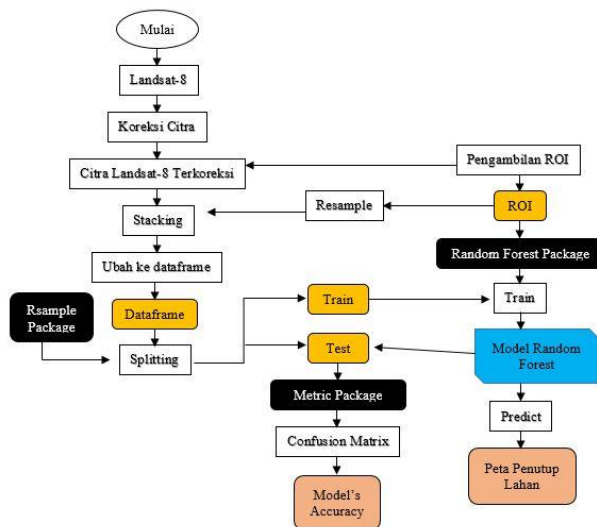 Mulai
Landsat-8
Koreksi Citra
Citra Landsat-8 Terkoreksi
Pengambilan ROI
Stacking
Resample
ROI
Ubah ke dataframe
Random Forest Package
Rsample
Package
Dataframe
Train
Train
Splitting
Test
Model Random
Forest
Metric Package
Confusion Matrix
Predict
Model's
Accuracy
Peta Penutup
Lahan